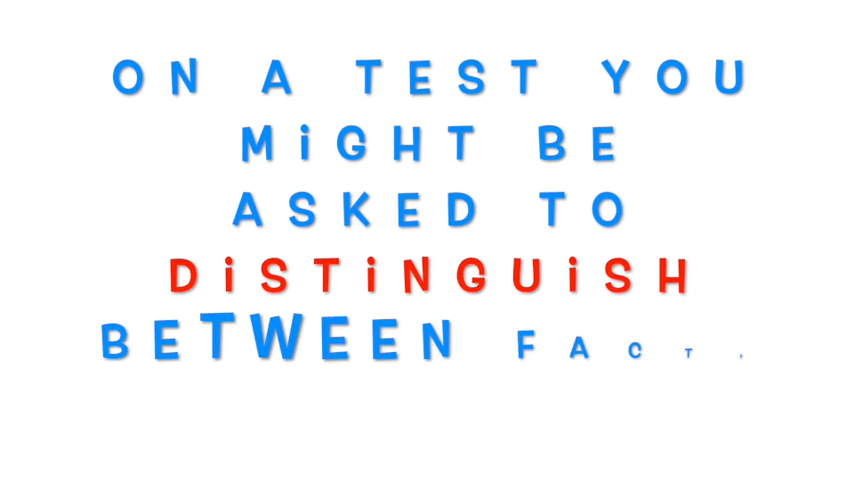 ON A TEST YOU
MiGHT BE
ASKED TO
DiSTiNGUiSH
BETWEEN FACT